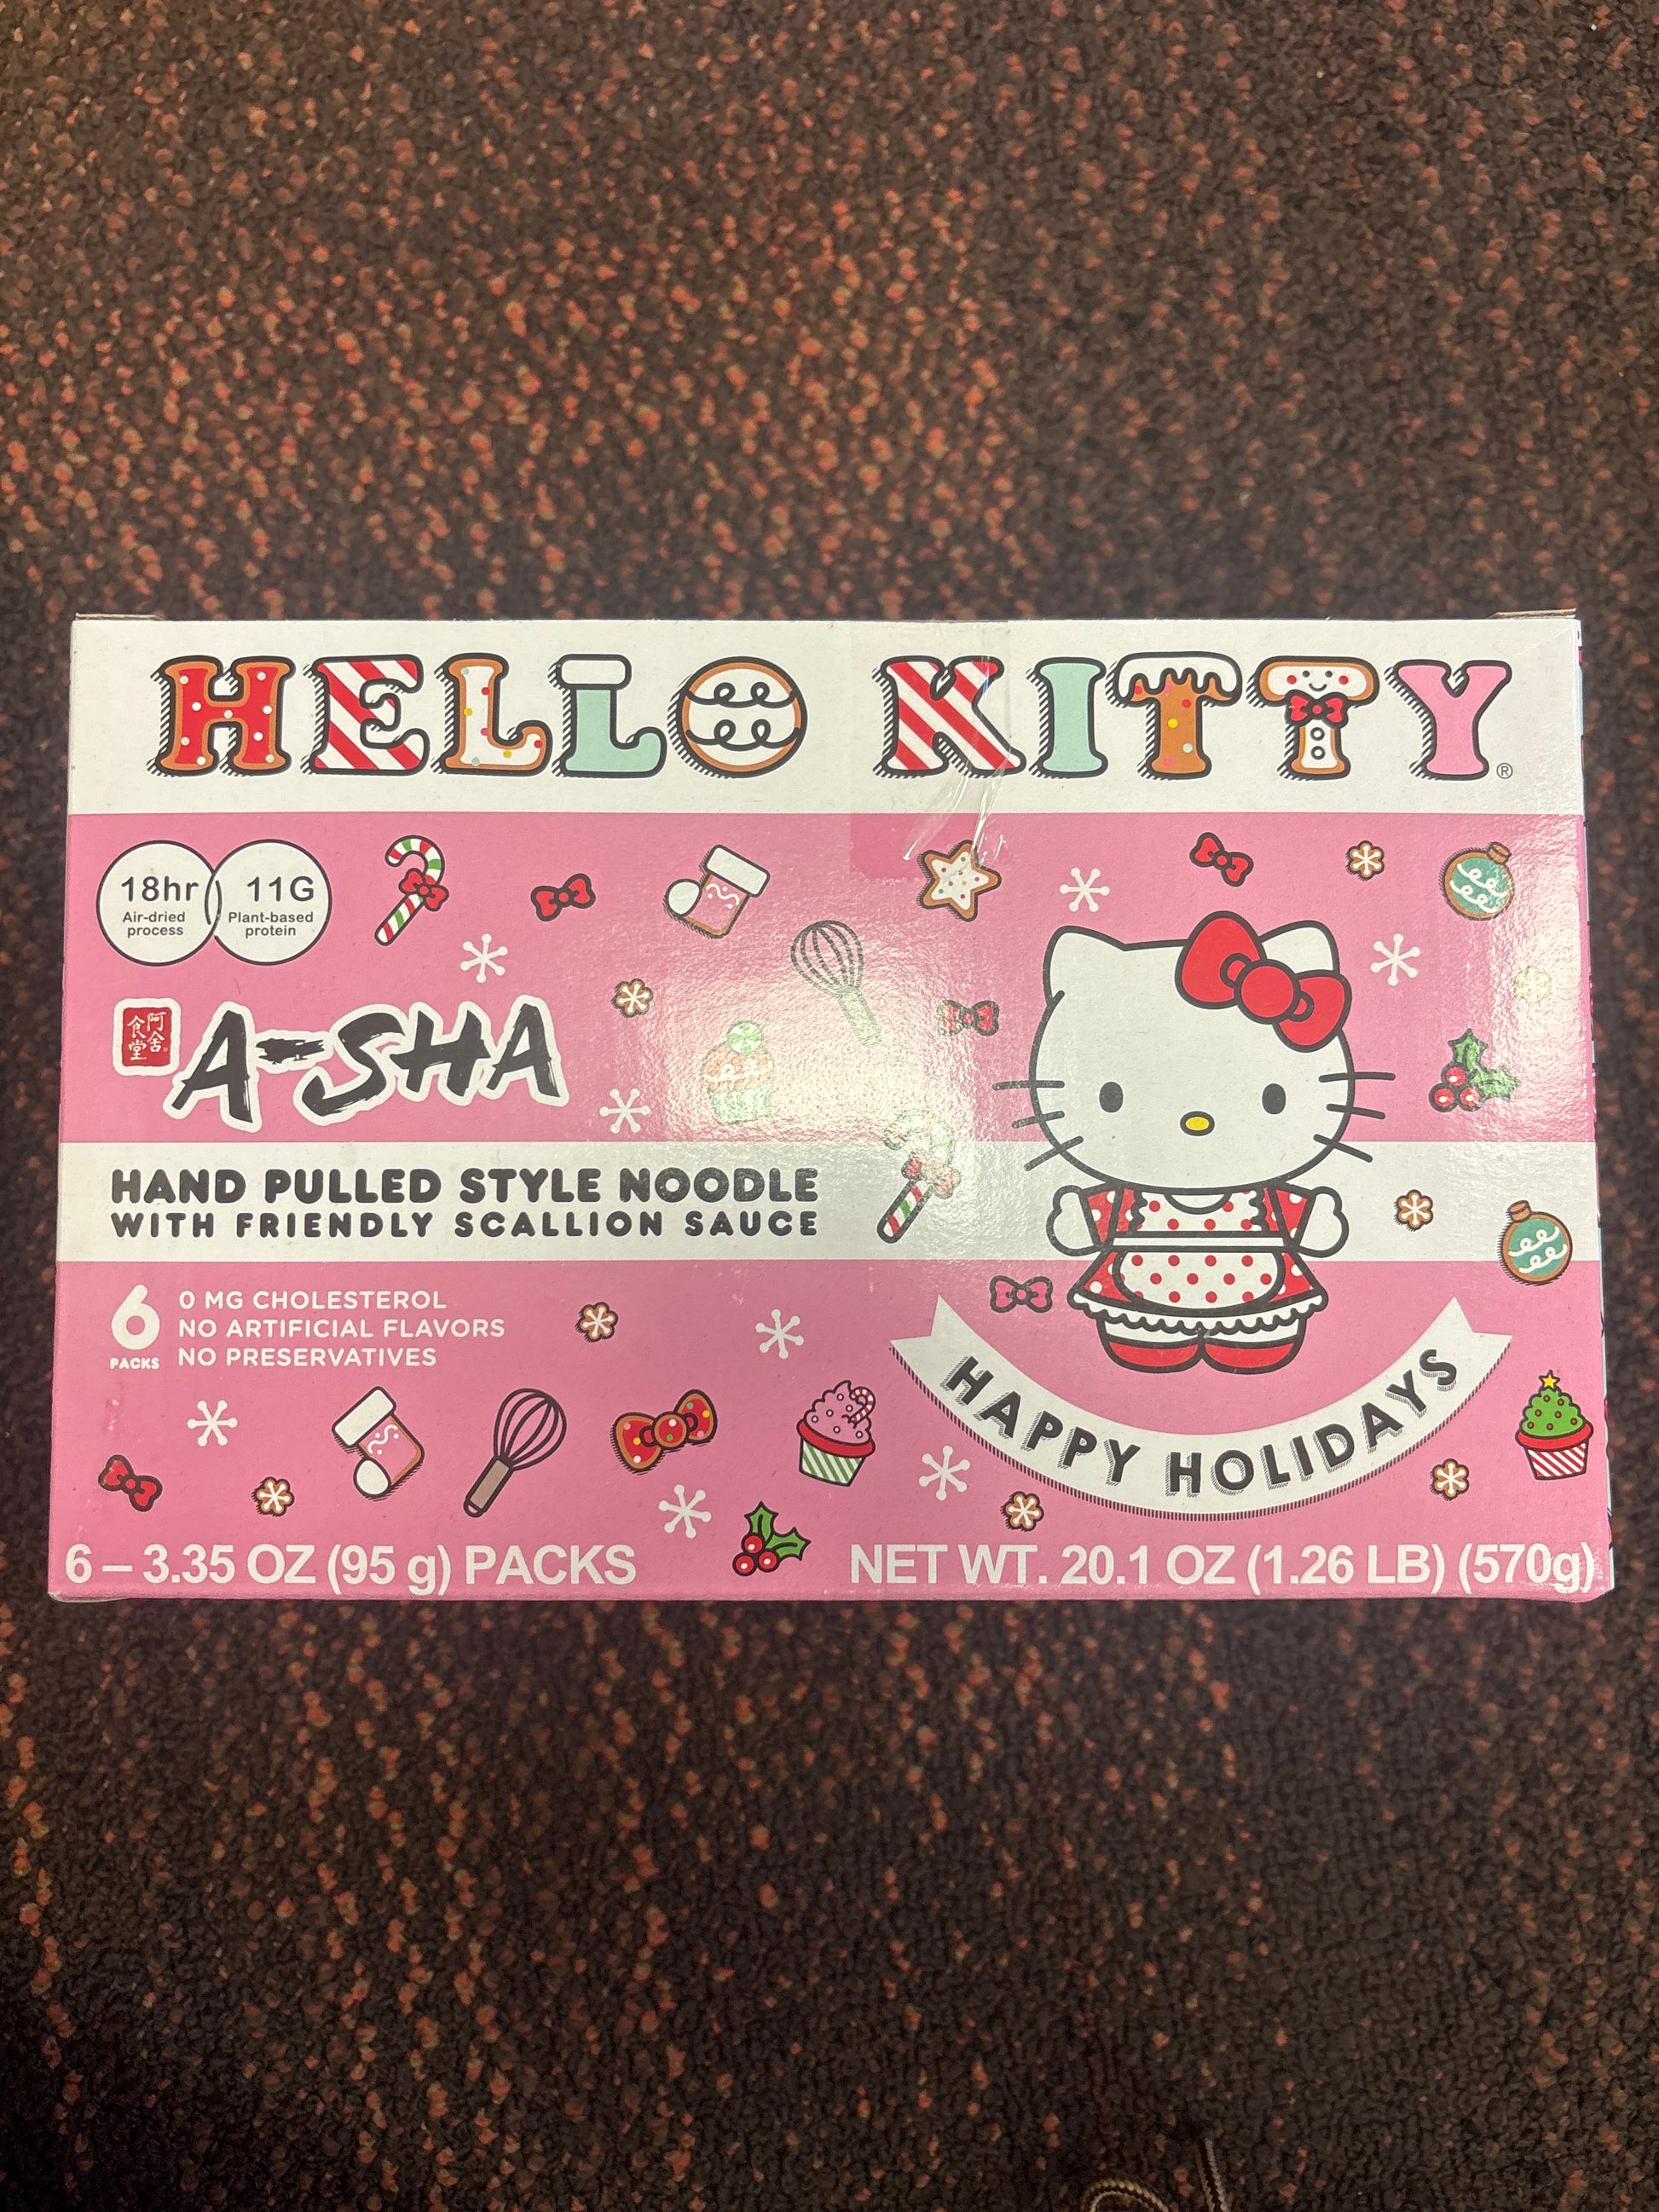 HELLO KITTY®
18hr
Air-dried
process
11G
Plant-based
protein
阿舍
食堂
A-SHA
HAND PULLED STYLE NOODLE
WITH FRIENDLY SCALLION SAUCE
6
PACKS
0 MG CHOLESTEROL
NO ARTIFICIAL FLAVORS
NO PRESERVATIVES
HAPPY HOLIDAYS
6 – 3.35 OZ (95 g) PACKS
NET WT. 20.1 OZ (1.26 LB) (570g)